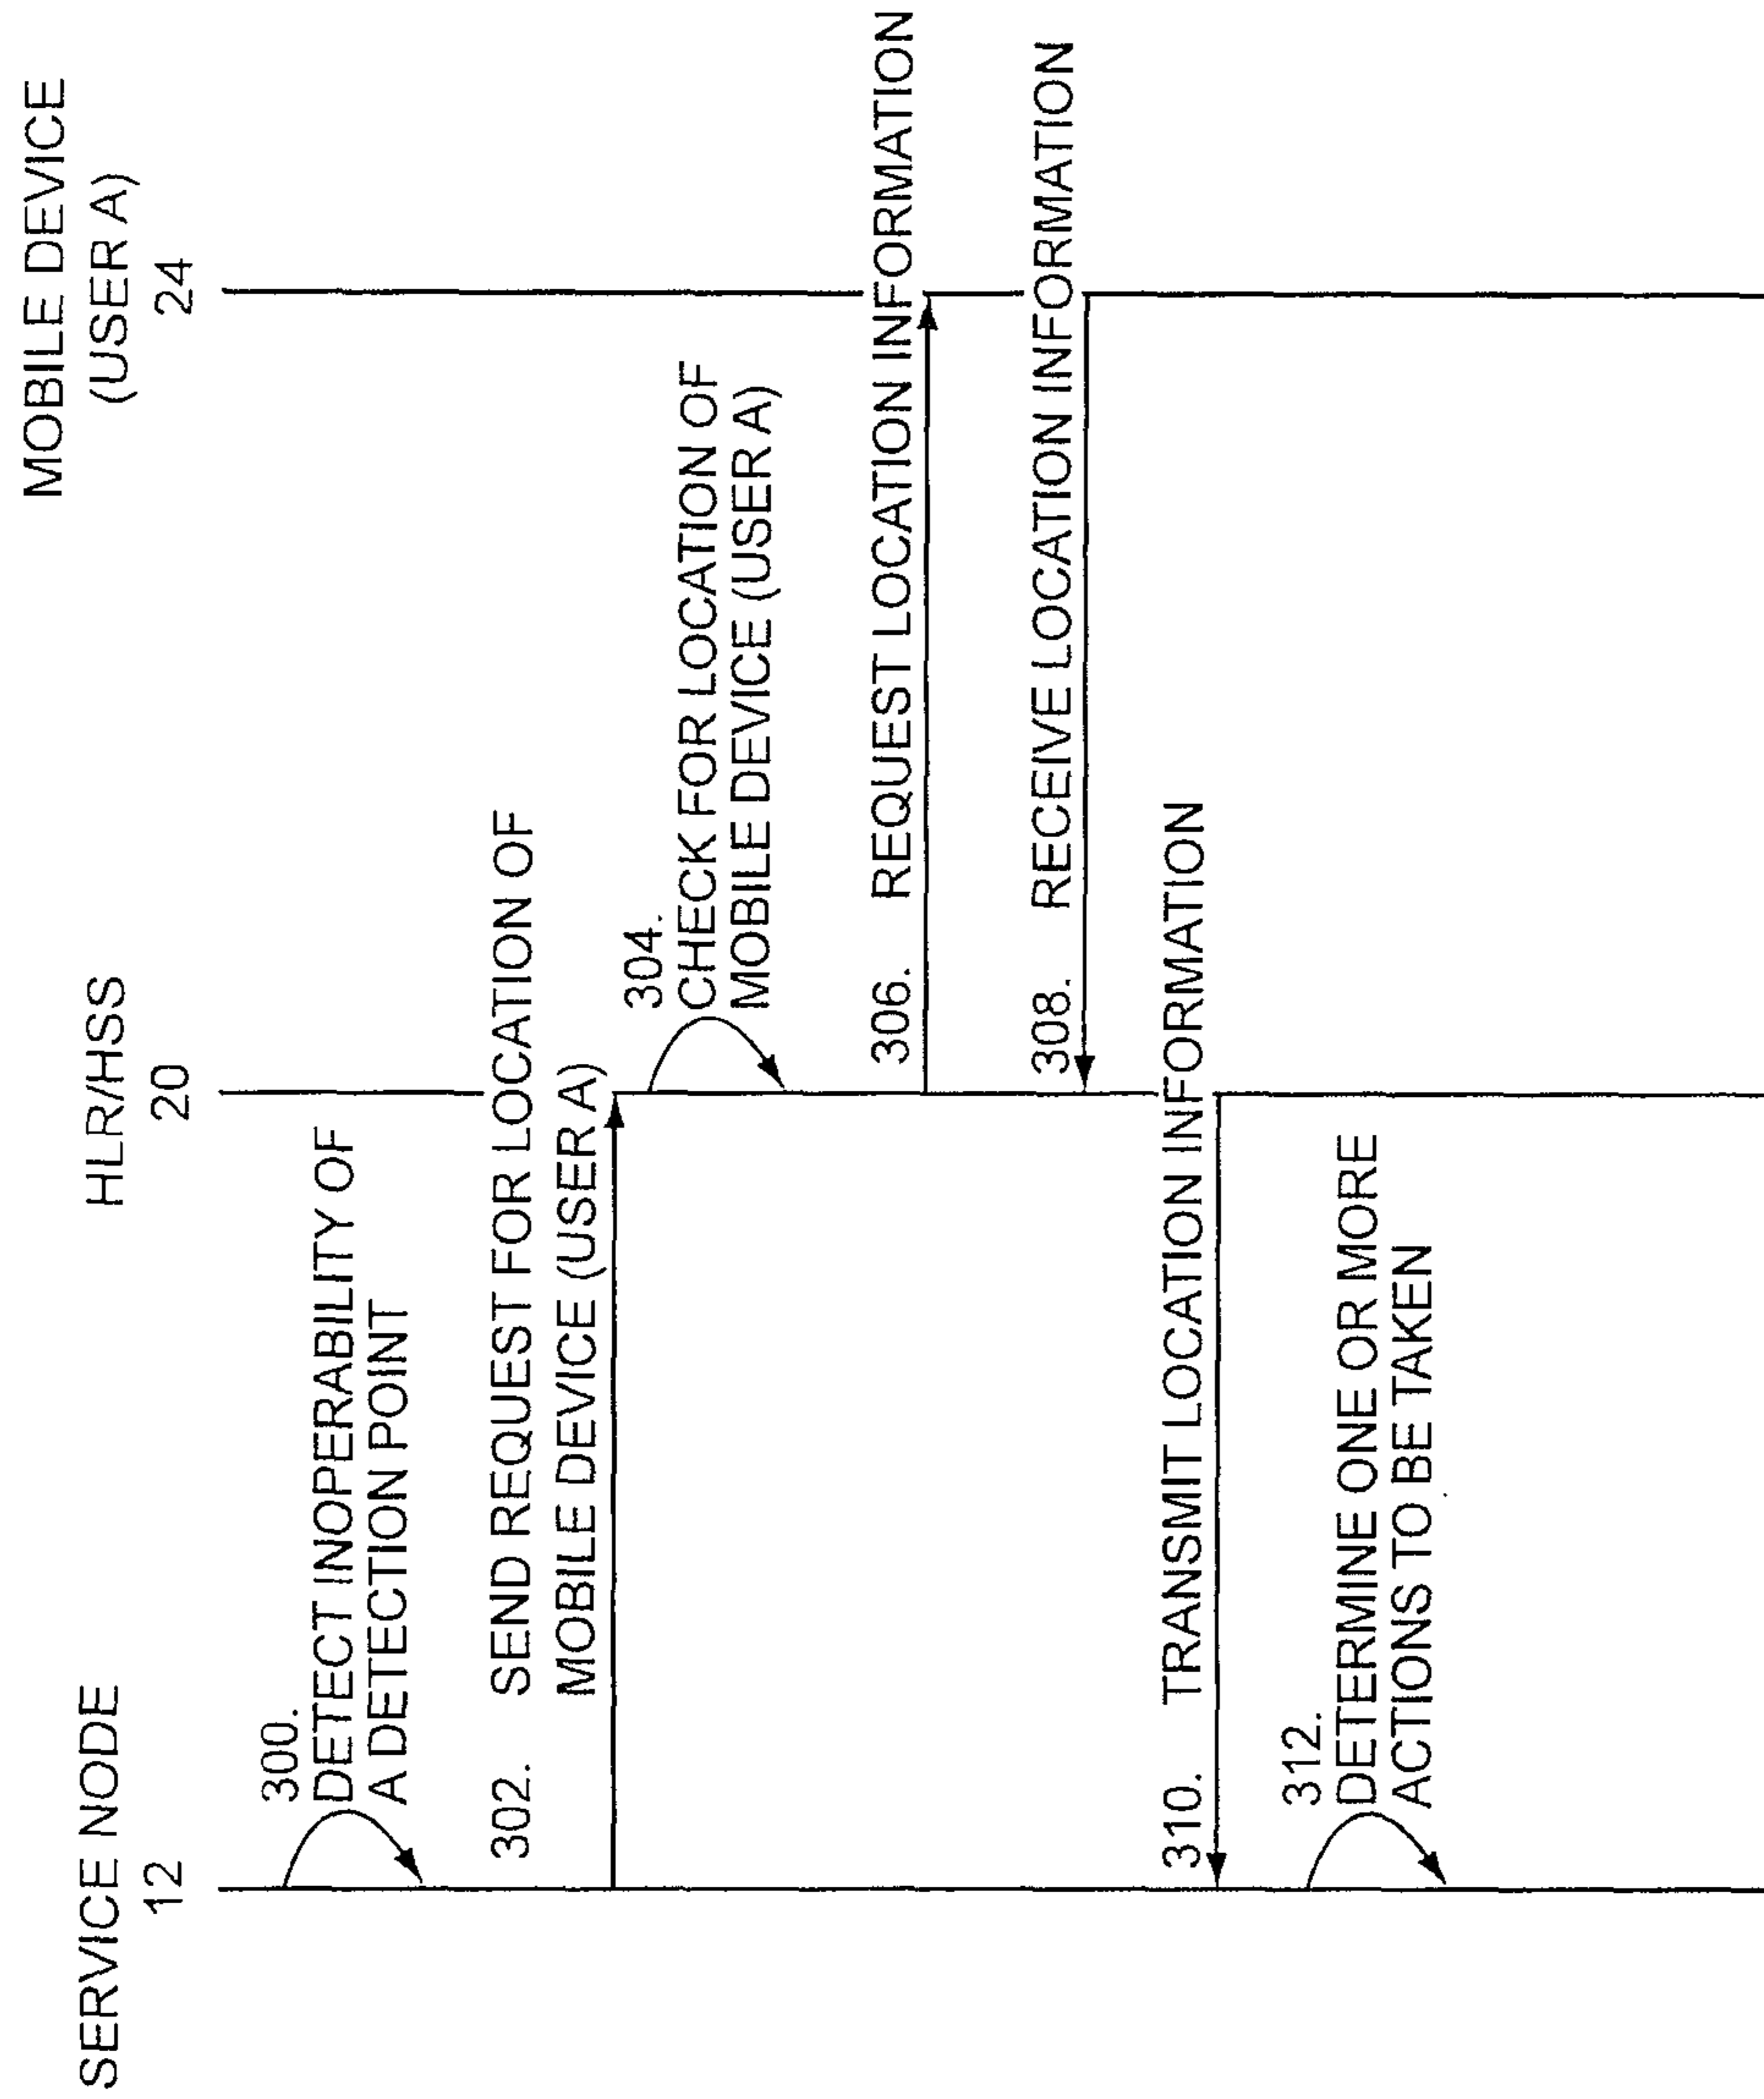 SERVICE NODE
12
HLR/HSS
20
MOBILE DEVICE
(USER A)
24
300.
DETECT INOPERABILITY OF
A DETECTION POINT
302. SEND REQUEST FOR LOCATION OF
MOBILE DEVICE (USER A)
304.
CHECK FOR LOCATION OF
MOBILE DEVICE (USER A)
306. REQUEST LOCATION INFORMATION
308. RECEIVE LOCATION INFORMATION
310. TRANSMIT LOCATION INFORMATION
312.
DETERMINE ONE OR MORE
ACTIONS TO BE TAKEN